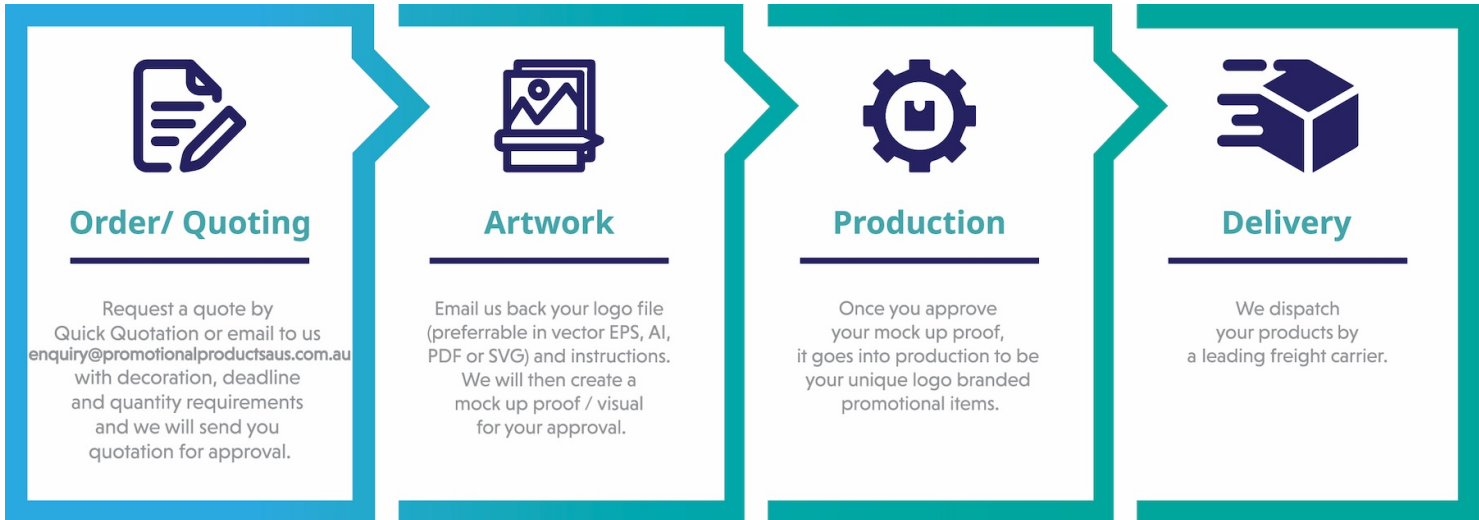 Order/ Quoting
Request a quote by
Quick Quotation or email to us
enquiry@promotionalproductsaus.com.au
with decoration, deadline
and quantity requirements
and we will send you
quotation for approval.
Artwork
Email us back your logo file
(preferrable in vector EPS, AI,
PDF or SVG) and instructions.
We will then create a
mock up proof / visual
for your approval.
Production
Once you approve
your mock up proof,
it goes into production to be
your unique logo branded
promotional items.
Delivery
We dispatch
your products by
a leading freight carrier.